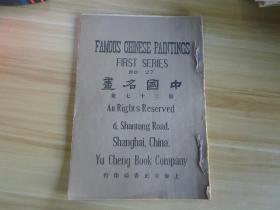 FAMOUS CHINESE PAINTINGS
FIRST SERIES
No 27
中國名畫
第二十七集
All Rights Reserved
6, Shantung Road,
Shanghai, China.
Yu Cheng Book Company
上海有正書局印行